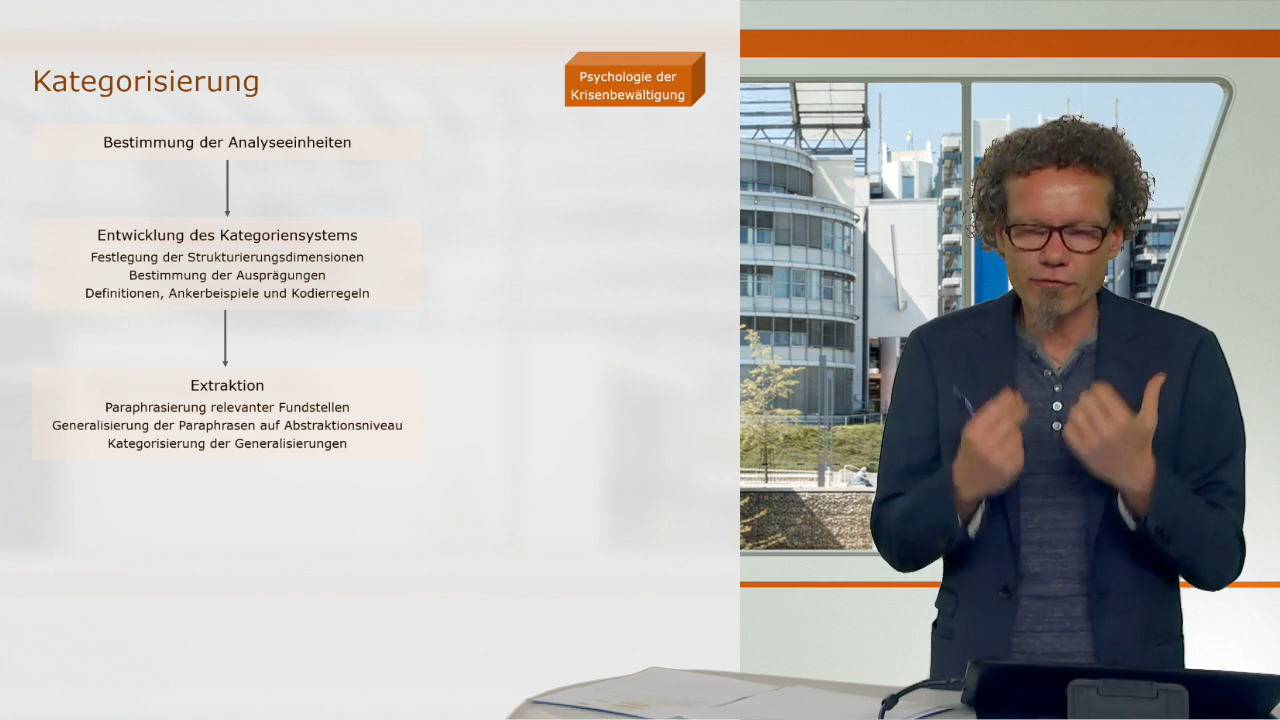 Kategorisierung
Psychologie der
Krisenbewältigung
Bestimmung der Analyseeinheiten
Entwicklung des Kategoriensystems
Festlegung der Strukturierungsdimensionen
Bestimmung der Ausprägungen
Definitionen, Ankerbeispiele und Kodierregeln
Extraktion
Paraphrasierung relevanter Fundstellen
Generalisierung der Paraphrasen auf Abstraktionsniveau
Kategorisierung der Generalisierungen